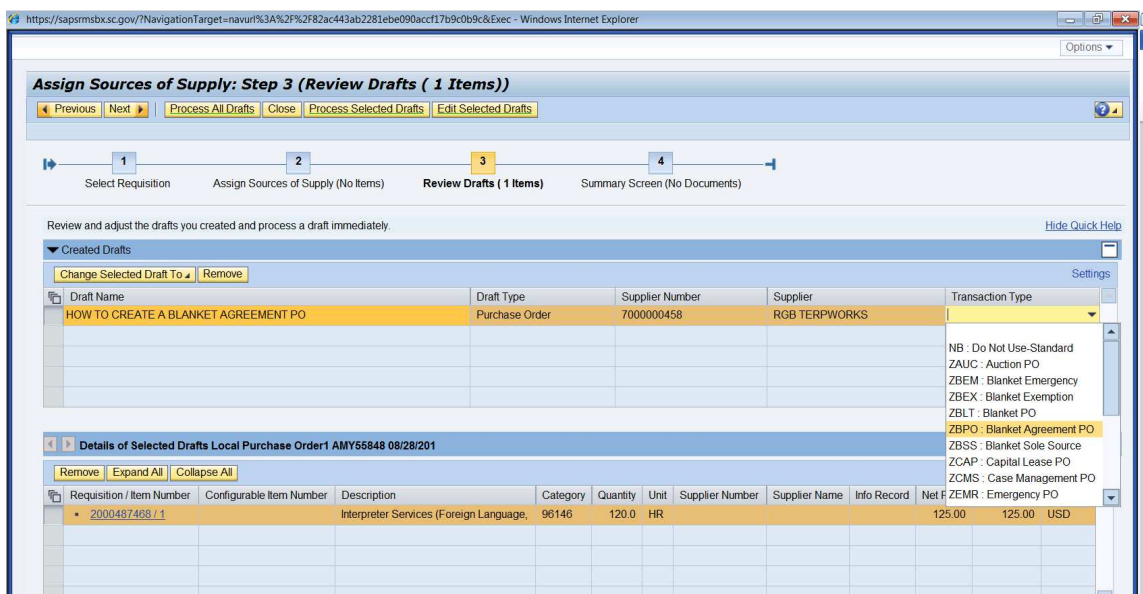 https://sapsrmsbx.sc.gov/?NavigationTarget=navurl%3A%2F%2F82ac443ab2281ebe090accf17b9c0b9c&Exec - Windows Internet Explorer
Options
Assign Sources of Supply: Step 3 (Review Drafts ( 1 Items))
Previous Next Process All Drafts Close Process Selected Drafts Edit Selected Drafts
1 2 3 4
Select Requisition Assign Sources of Supply (No Items) Review Drafts ( 1 Items) Summary Screen (No Documents)
Review and adjust the drafts you created and process a draft immediately. Hide Quick Help
Created Drafts
Change Selected Draft To Remove Settings
Draft Name Draft Type Supplier Number Supplier Transaction Type
HOW TO CREATE A BLANKET AGREEMENT PO Purchase Order 7000000458 RGB TERPWORKS
NB : Do Not Use-Standard
ZAUC : Auction PO
ZBEM : Blanket Emergency
ZBEX : Blanket Exemption
ZBLT : Blanket PO
ZBPO : Blanket Agreement PO
ZBSS : Blanket Sole Source
ZCAP : Capital Lease PO
ZCMS : Case Management PO
ZEMR : Emergency PO
Details of Selected Drafts Local Purchase Order1 AMY55848 08/28/201
Remove Expand All Collapse All
Requisition / Item Number Configurable Item Number Description Category Quantity Unit Supplier Number Supplier Name Info Record Net
2000487468 / 1 Interpreter Services (Foreign Language, 96146 120.0 HR 125.00 125.00 USD